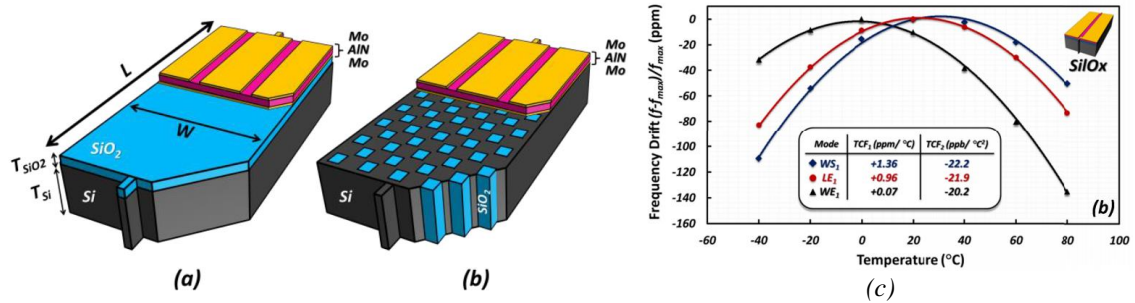 L
W
SiO2
TSiO2
TSi
Si
Mo
AlN
Mo
(a)
Mo
AlN
Mo
Si
SiO2
(b)
(c)
Frequency Drift (f-fmax)/fmax (ppm)
0
-20
-40
-60
-80
-100
-120
-140
-160
-60 -40 -20 0 20 40 60 80 100
Temperature (°C)
SilOx
Mode TCF1 (ppm/ °C) TCF2 (ppb/ °C²)
WS1 +1.36 -22.2
LE1 +0.96 -21.9
WE1 +0.07 -20.2
(b)
(c)